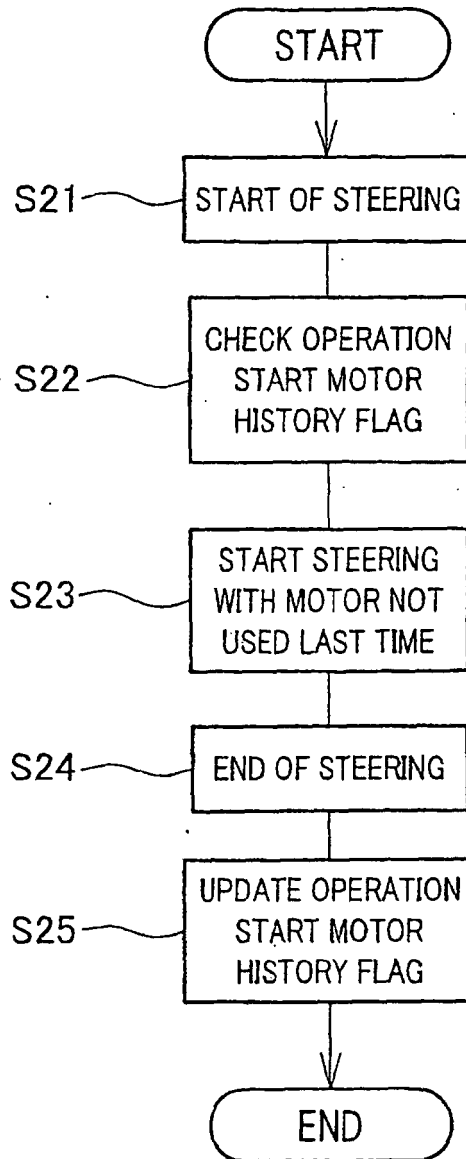 START
S21
START OF STEERING
S22
CHECK OPERATION
START MOTOR
HISTORY FLAG
S23
START STEERING
WITH MOTOR NOT
USED LAST TIME
S24
END OF STEERING
S25
UPDATE OPERATION
START MOTOR
HISTORY FLAG
END